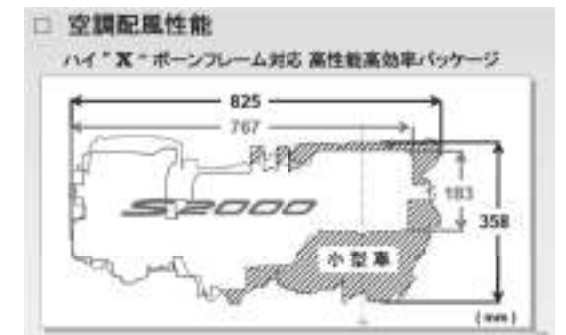 □ 空調配風性能
ハイ "X" ボーンフレーム対応 高性能高効率パッケージ
825
767
183
358
S2000
小型車
(mm)